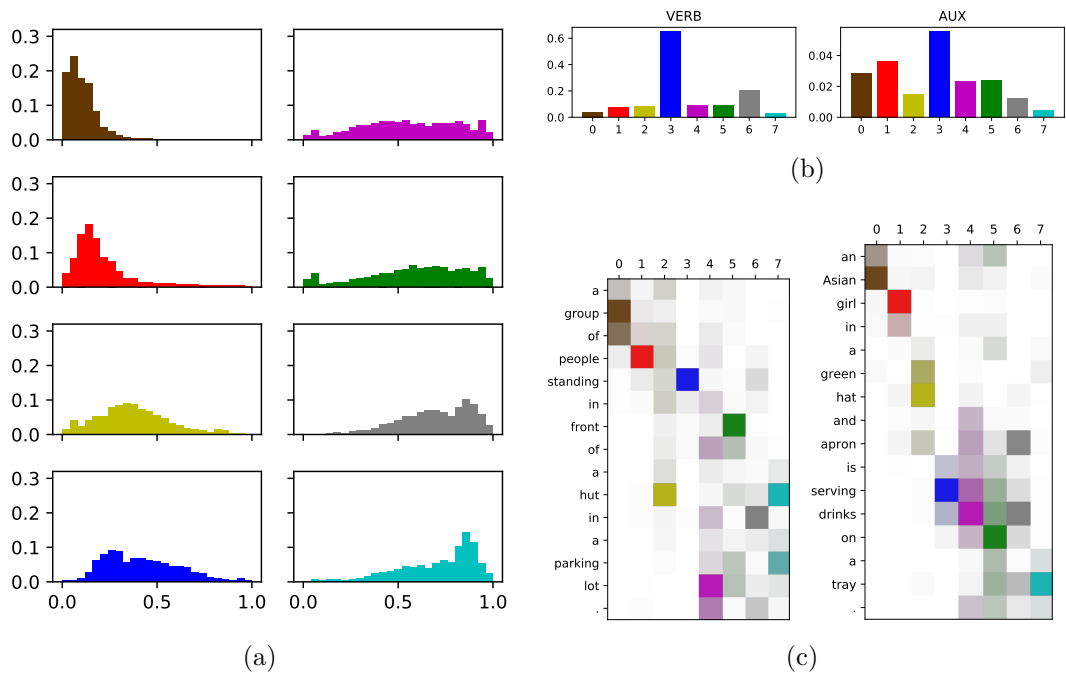 0.3
0.2
0.1
0.0
0.3
0.2
0.1
0.0
0.3
0.2
0.1
0.0
0.3
0.2
0.1
0.0
0.0 0.5 1.0 0.0 0.5 1.0
(a)
VERB
0.6
0.4
0.2
0.0
0 1 2 3 4 5 6 7
AUX
0.04
0.02
0.00
0 1 2 3 4 5 6 7
(b)
0 1 2 3 4 5 6 7
a
group
of
people
standing
in
front
of
a
hut
in
a
parking
lot
.
0 1 2 3 4 5 6 7
an
Asian
girl
in
a
green
hat
and
apron
is
serving
drinks
on
a
tray
.
(c)